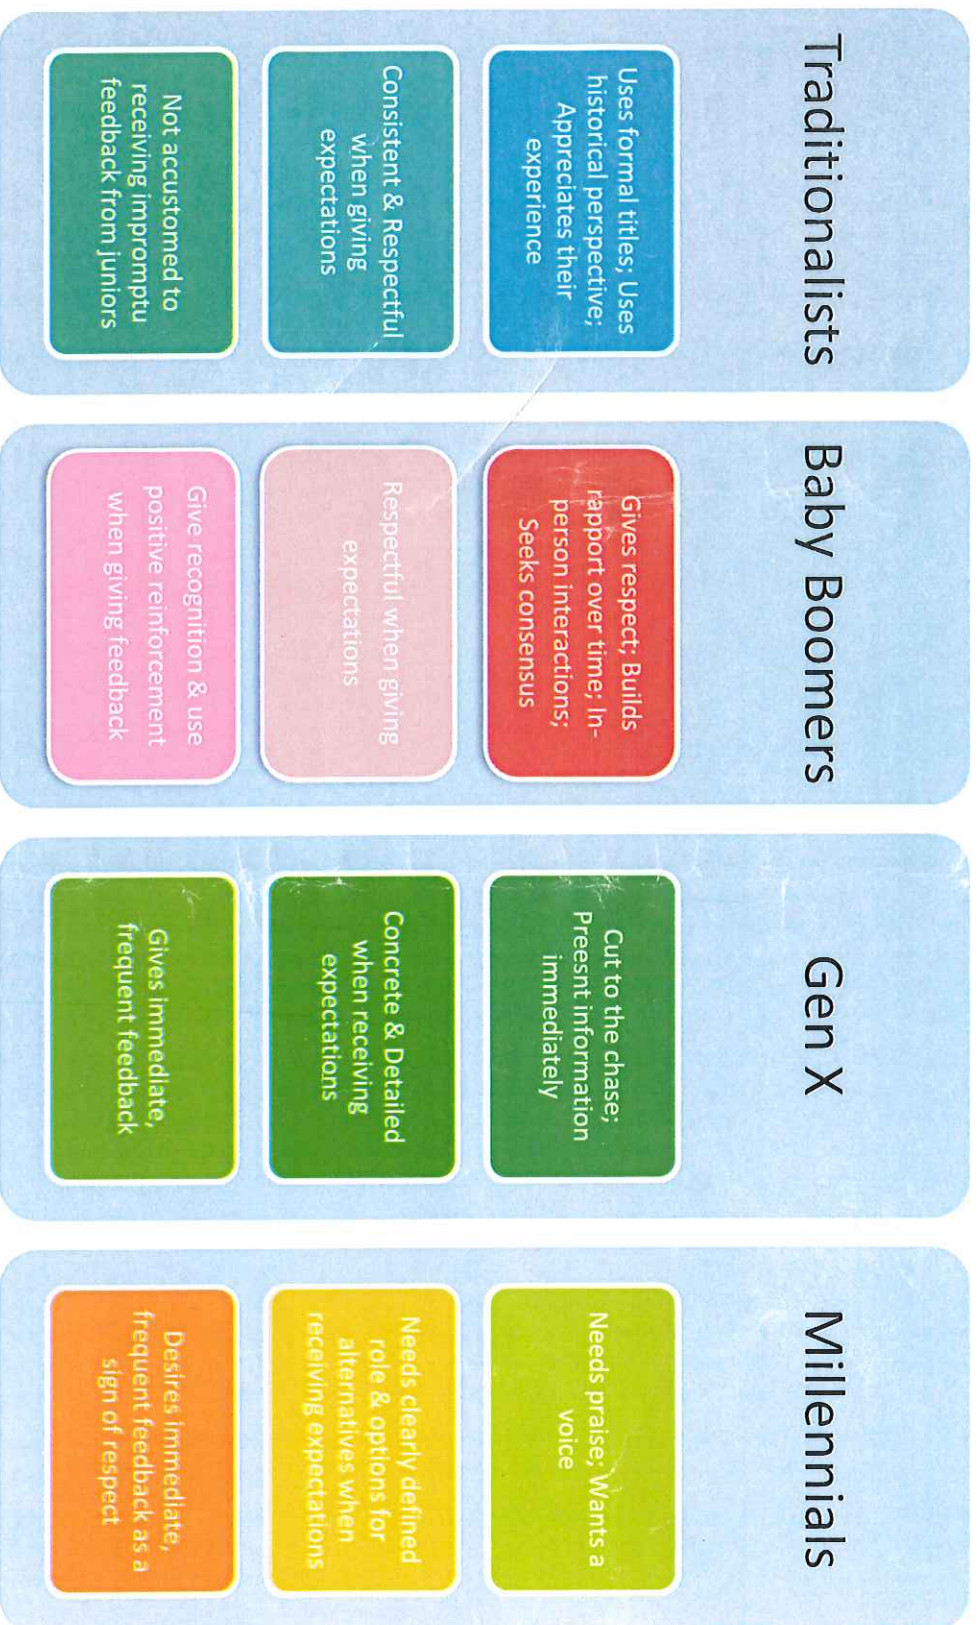 Traditionalists
Uses formal titles; Uses
historical perspective;
Appreciates their
experience
Consistent & Respectful
when giving
expectations
Not accustomed to
receiving impromptu
feedback from juniors
Baby Boomers
Gives respect; Builds
rapport over time; In-
person interactions;
Seeks consensus
Respectful when giving
expectations
Give recognition & use
positive reinforcement
when giving feedback
Gen X
Cut to the chase;
Preesnt information
immediately
Concrete & Detailed
when receiving
expectations
Gives immediate,
frequent feedback
Millennials
Needs praise; Wants a
voice
Needs clearly defined
role & options for
alternatives when
receiving expectations
Desires immediate,
frequent feedback as a
sign of respect